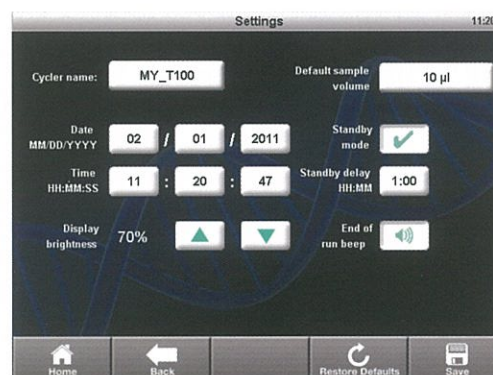 Settings 11:20
Cycler name: MY_T100
Default sample
volume
10 µl
Date
MM/DD/YYYY
02 / 01 / 2011
Standby
mode
Time
HH:MM:SS
11 : 20 : 47
Standby delay
HH:MM
1:00
Display
brightness
70%
End of
run beep
Home Back Restore Defaults Save